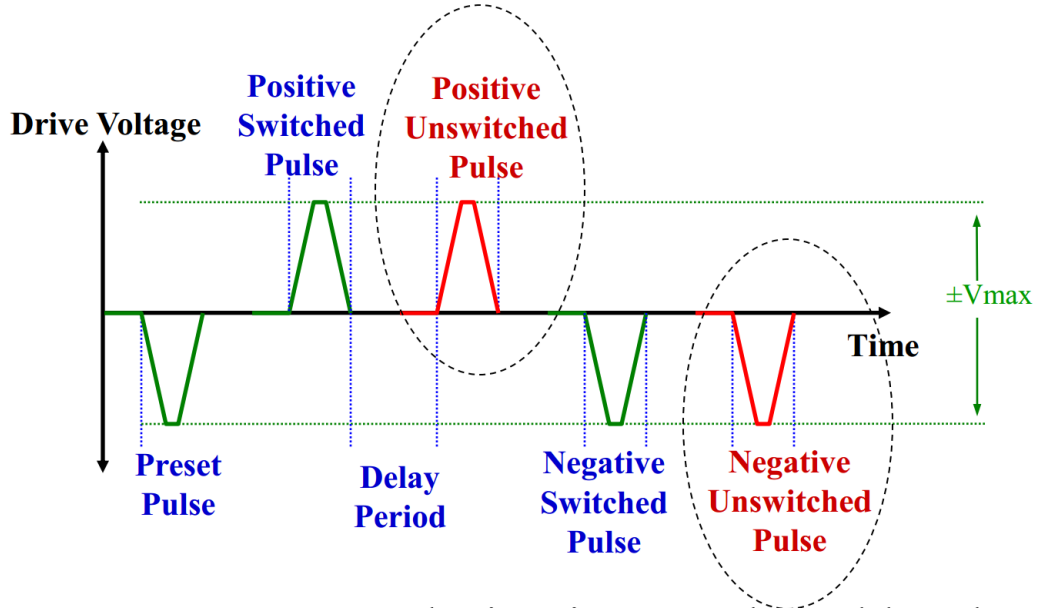 Positive
Switched
Pulse
Positive
Unswitched
Pulse
Drive Voltage
±Vmax
Time
Preset
Pulse
Delay
Period
Negative
Switched
Pulse
Negative
Unswitched
Pulse